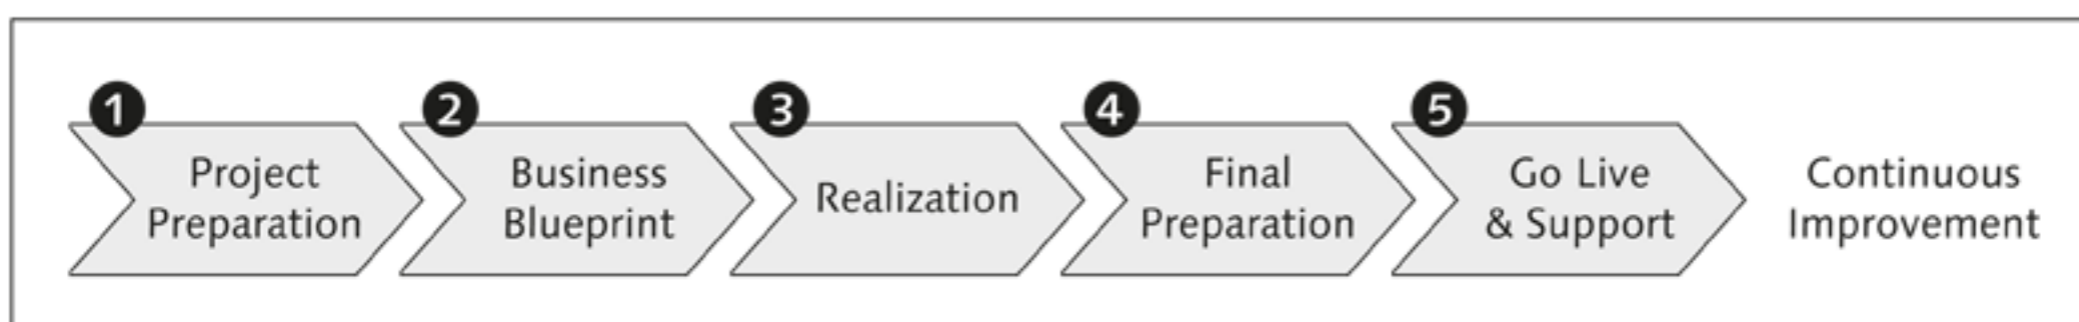 1
Project
Preparation
2
Business
Blueprint
3
Realization
4
Final
Preparation
5
Go Live
& Support
Continuous
Improvement